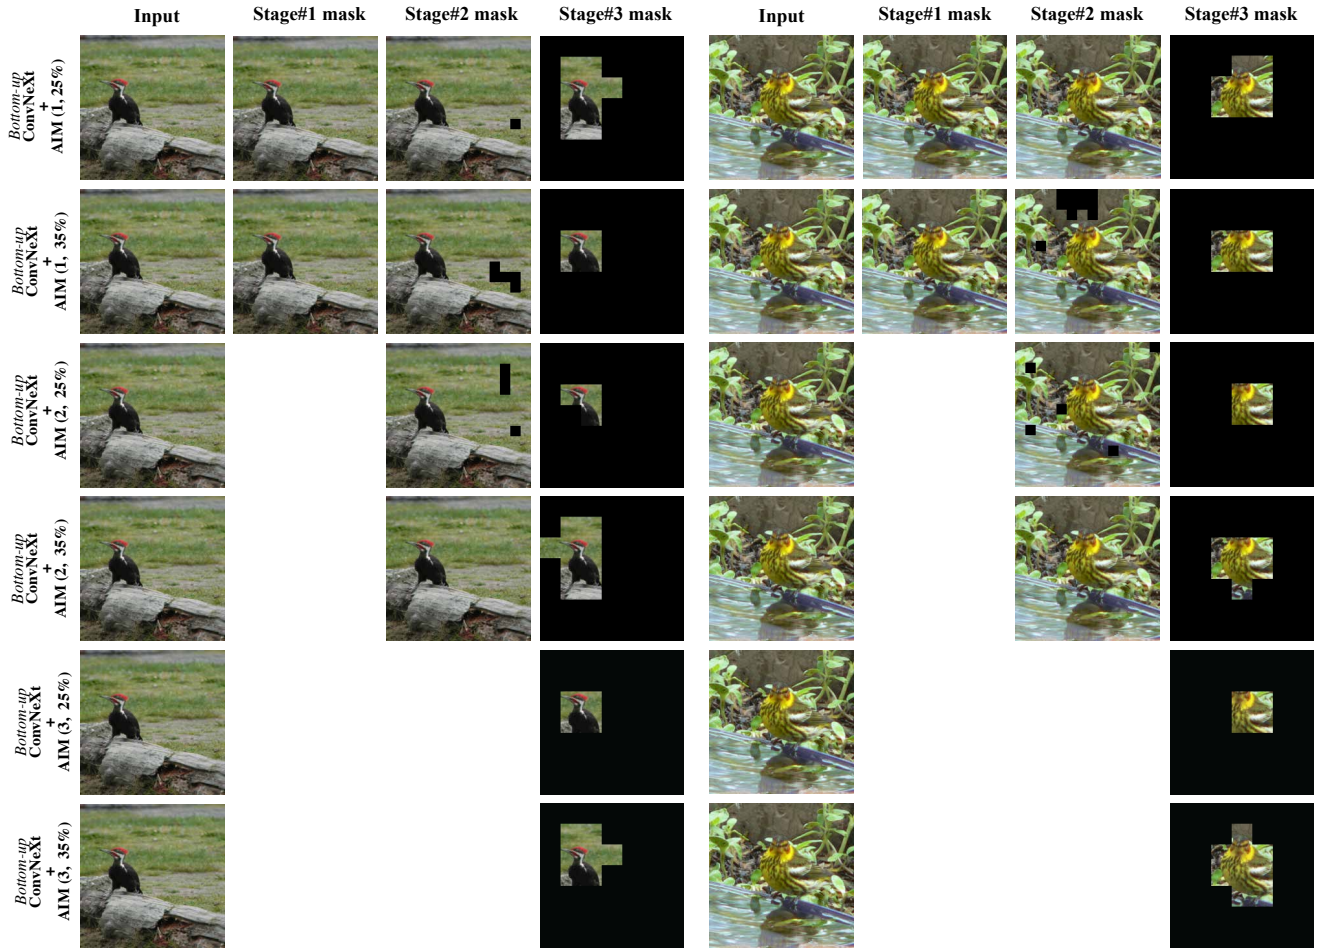 Input Stage#1 mask Stage#2 mask Stage#3 mask Input Stage#1 mask Stage#2 mask Stage#3 mask
Bottom-up
ConvNeXt
+
AIM (1, 25%)
Bottom-up
ConvNeXt
+
AIM (1, 35%)
Bottom-up
ConvNeXt
+
AIM (2, 25%)
Bottom-up
ConvNeXt
+
AIM (2, 35%)
Bottom-up
ConvNeXt
+
AIM (3, 25%)
Bottom-up
ConvNeXt
+
AIM (3, 35%)